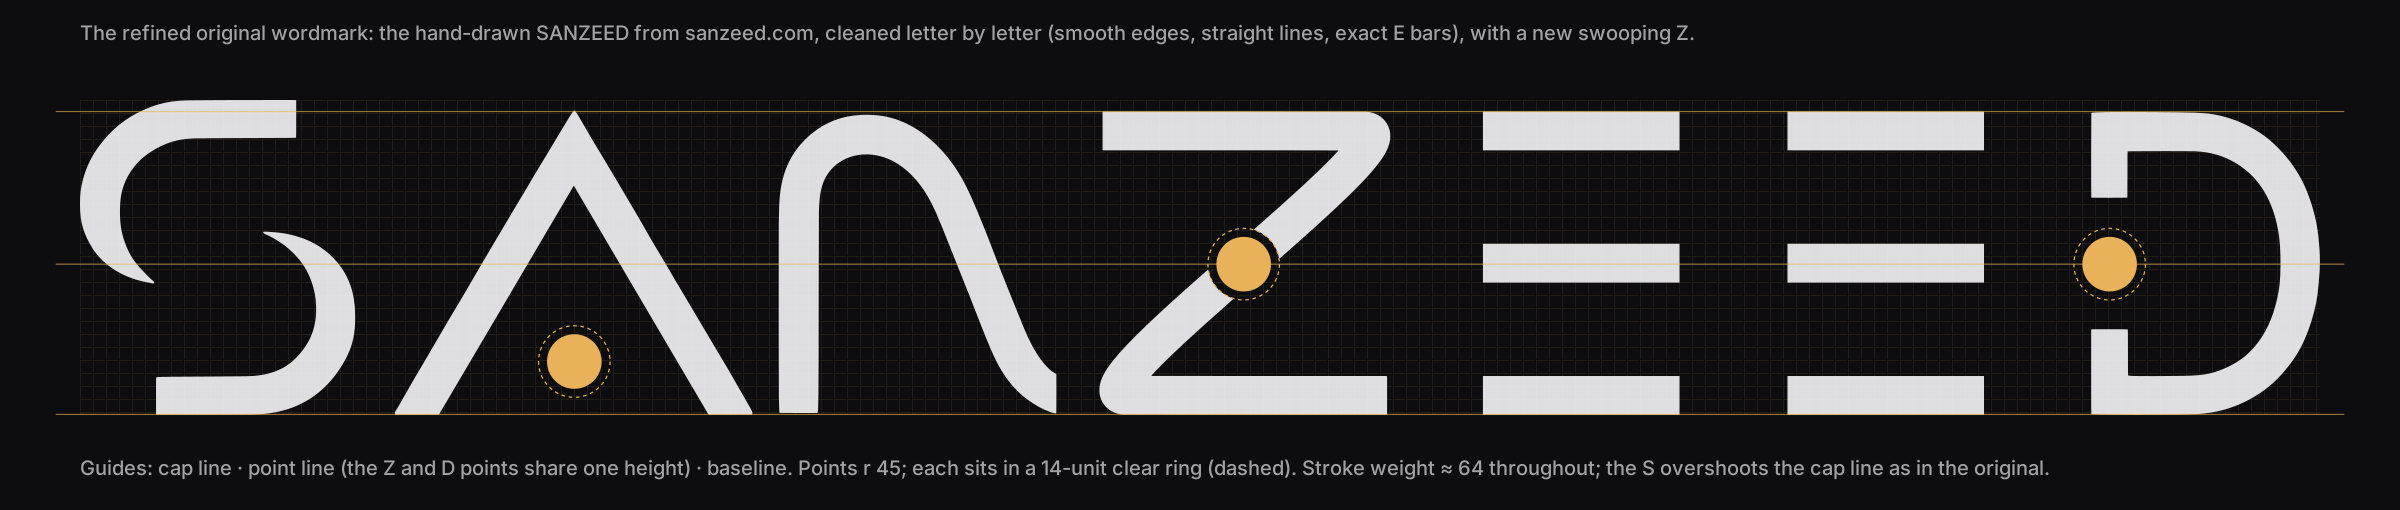 The refined original wordmark: the hand-drawn SANZEED from sanzeed.com, cleaned letter by letter (smooth edges, straight lines, exact E bars), with a new swooping Z.
SANZEED
Guides: cap line · point line (the Z and D points share one height) · baseline. Points r 45; each sits in a 14-unit clear ring (dashed). Stroke weight ≈ 64 throughout; the S overshoots the cap line as in the original.